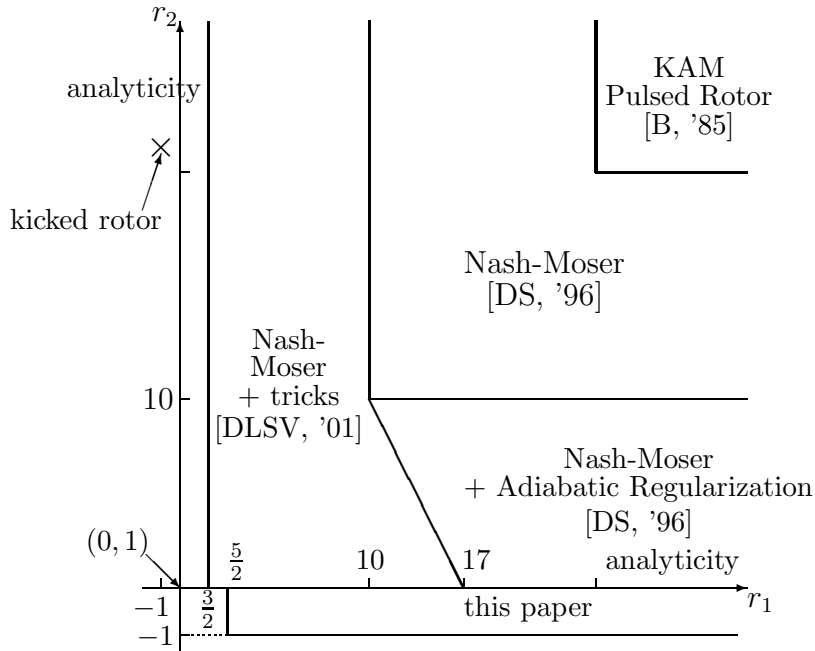 r₂
KAM
analyticity
Pulsed Rotor
[B, '85]
kicked rotor
Nash-Moser
[DS, '96]
Nash-
Moser
+ tricks
[DLSV, '01]
10
Nash-Moser
+ Adiabatic Regularization
[DS, '96]
(0, 1)
5/2
10
17
analyticity
−1
3/2
this paper
r₁
−1